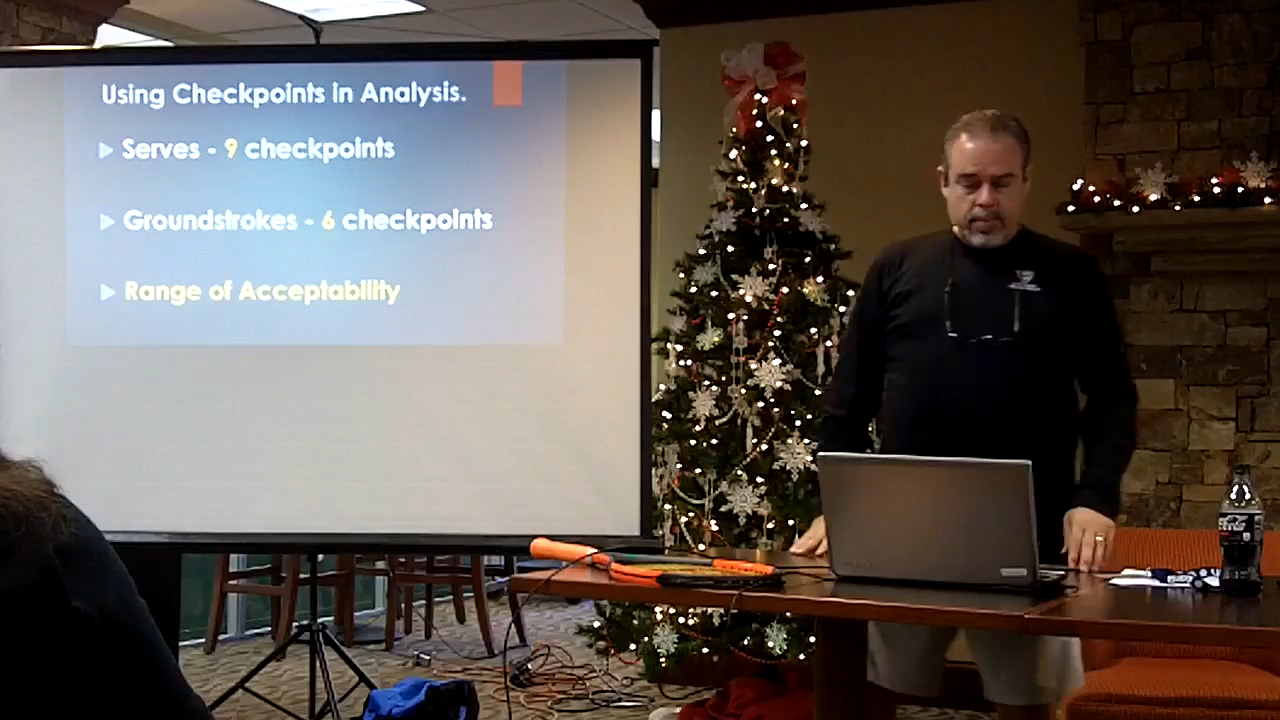 Using Checkpoints in Analysis.
Serves - 9 checkpoints
Groundstrokes - 6 checkpoints
Range of Acceptability